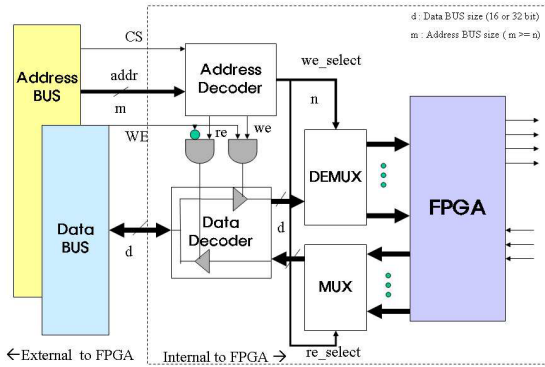 d : Data BUS size (16 or 32 bit)
m : Address BUS size ( m >= n)
CS
addr
m
Address
BUS
Address
Decoder
we_select
n
WE
re
we
DEMUX
FPGA
Data
BUS
d
Data
Decoder
d
MUX
re_select
←External to FPGA
Internal to FPGA →